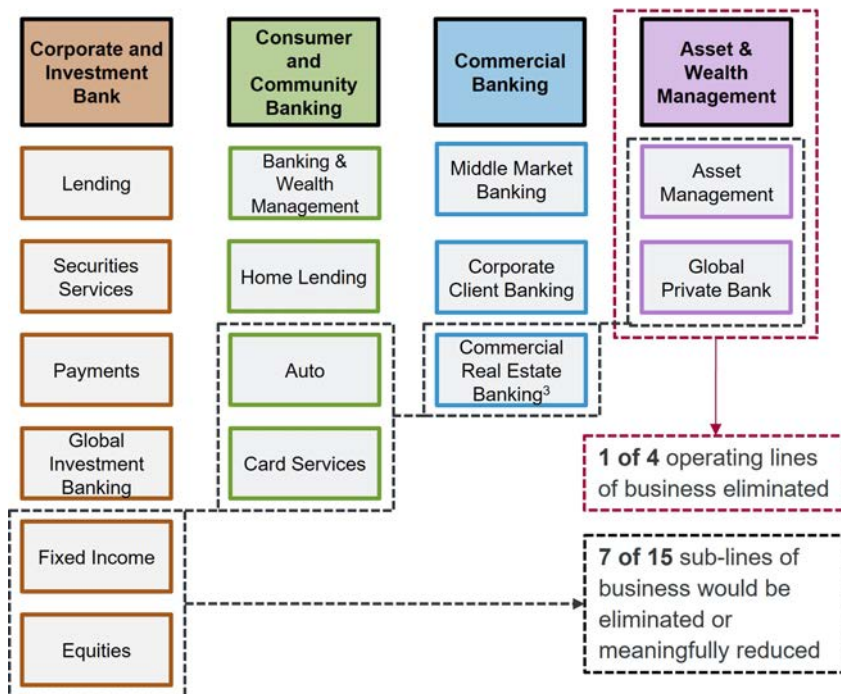 Corporate and
Investment
Bank
Lending
Securities
Services
Payments
Global
Investment
Banking
Fixed Income
Equities
Consumer
and
Community
Banking
Banking &
Wealth
Management
Home Lending
Auto
Card Services
Commercial
Banking
Middle Market
Banking
Corporate
Client Banking
Commercial
Real Estate
Banking³
Asset &
Wealth
Management
Asset
Management
Global
Private Bank
1 of 4 operating lines
of business eliminated
7 of 15 sub-lines of
business would be
eliminated or
meaningfully reduced